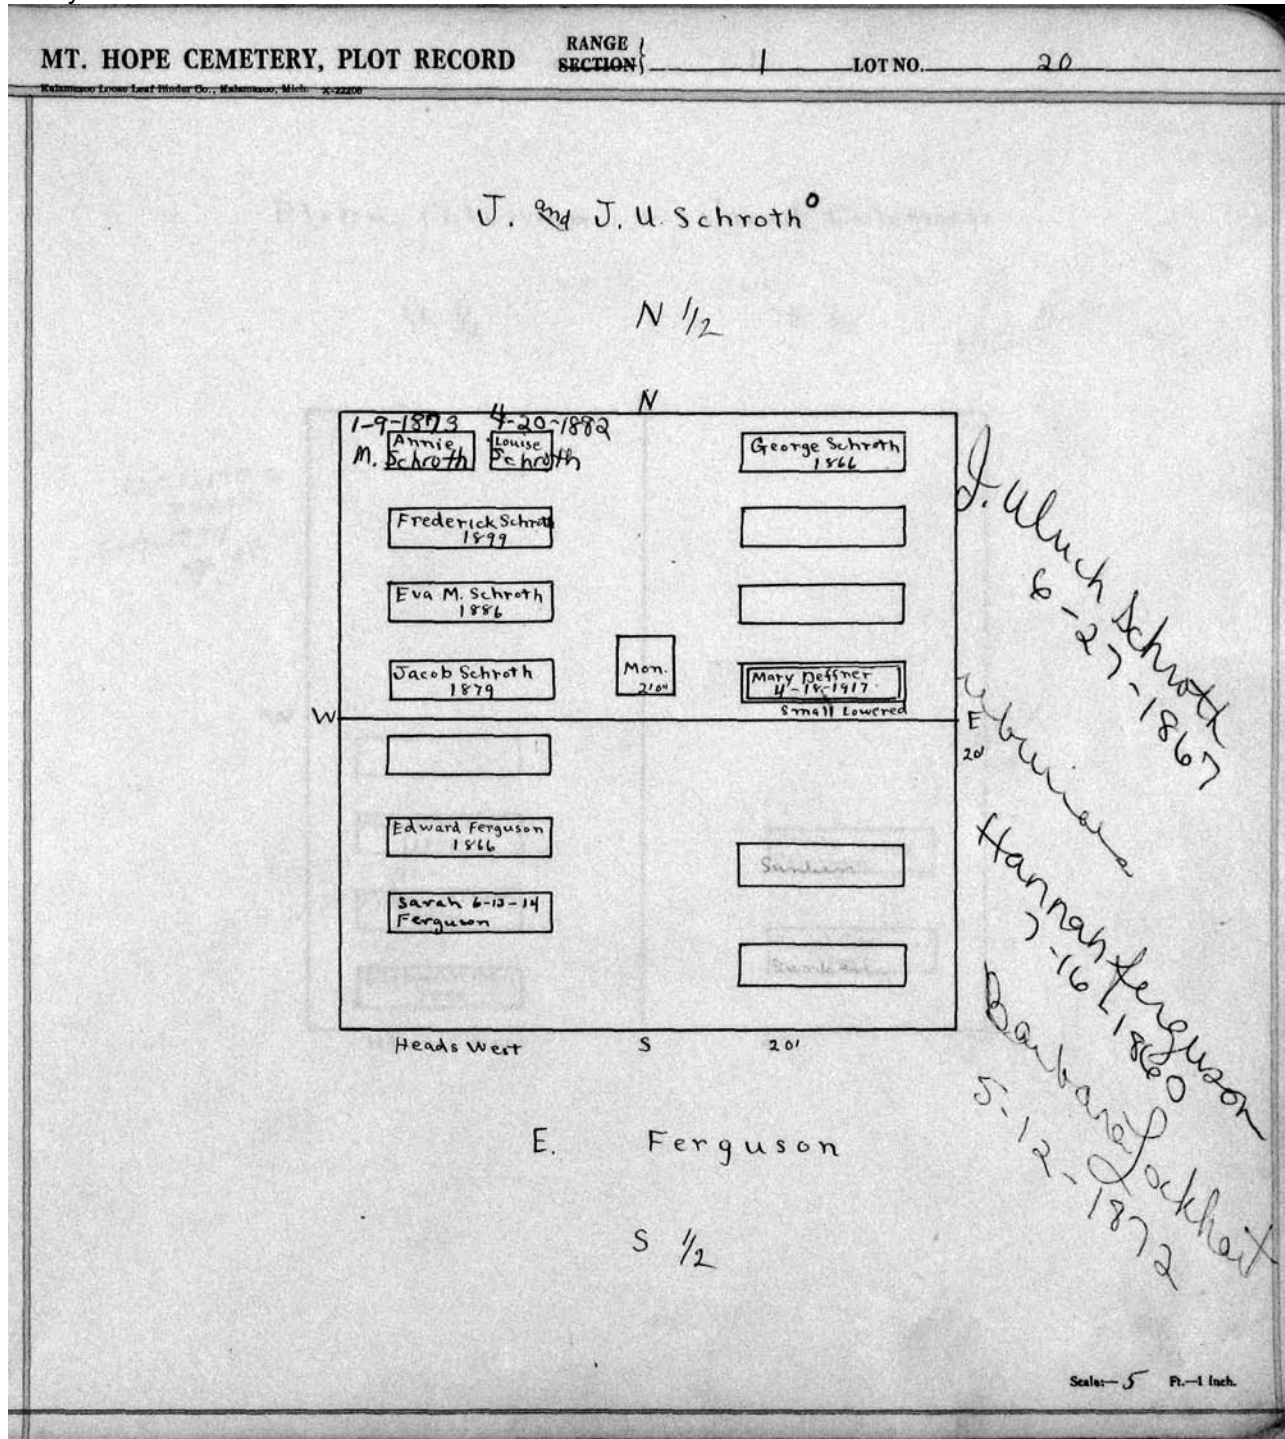 MT. HOPE CEMETERY, PLOT RECORD
RANGE
SECTION
1
LOT NO. 20
Kalamazoo Loose Leaf Binder Co., Kalamazoo, Mich. X-22208
J. and J. U. Schroth
N 1/2
N
1-9-1873 4-20-1882
M. Annie Schroth
Louise Schroth
George Schroth
1866
Frederick Schroth
1899
Eva M. Schroth
1886
Jacob Schroth
1879
Mon.
2'0"
Mary Deffner
4-18-1917
Small Lowered
W
E
20'
Edward Ferguson
1866
Sarah 6-13-14
Ferguson
Sunken
Sunken
Heads West S 20'
J. Ulrich Schroth
6-27-1867
Hannah Ferguson
7-16-1860
Barbara Lockhart
5-12-1872
E. Ferguson
S 1/2
Scale:— 5 Ft.—1 Inch.